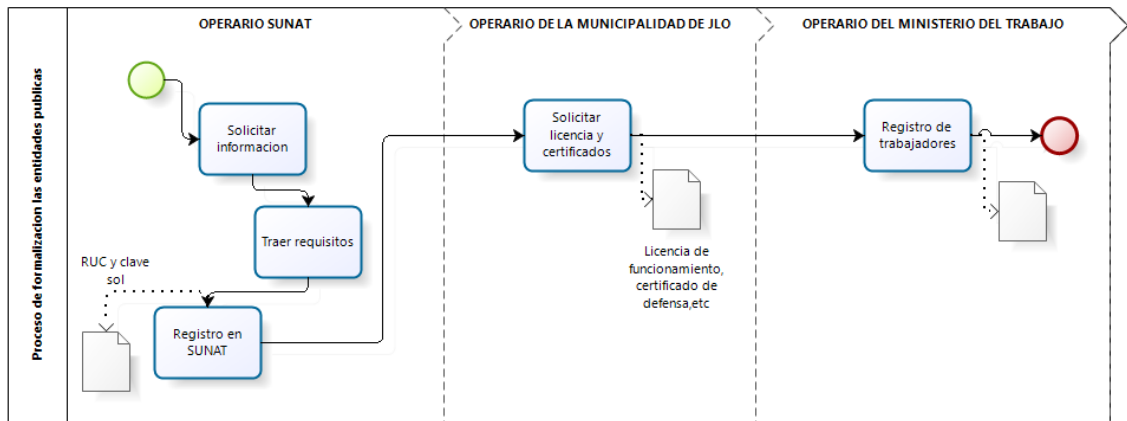 Proceso de formalizacion las entidades publicas
OPERARIO SUNAT
OPERARIO DE LA MUNICIPALIDAD DE JLO
OPERARIO DEL MINISTERIO DEL TRABAJO
Solicitar
informacion
Traer requisitos
RUC y clave
sol
Registro en
SUNAT
Solicitar
licencia y
certificados
Licencia de
funcionamiento,
certificado de
defensa,etc
Registro de
trabajadores